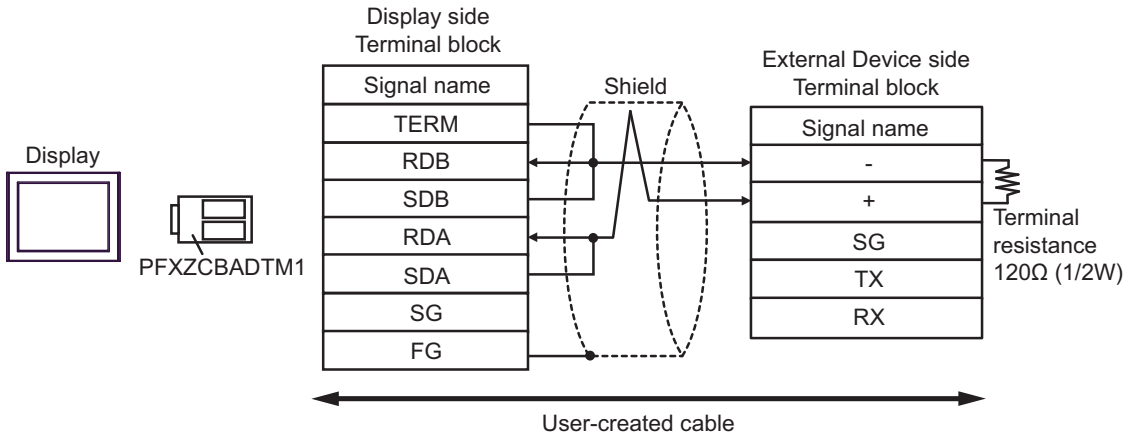 Display side
Terminal block
Signal name
TERM
RDB
SDB
RDA
SDA
SG
FG
Shield
External Device side
Terminal block
Signal name
-
+
SG
TX
RX
Terminal
resistance
120Ω (1/2W)
Display
PFXZCBADTM1
User-created cable